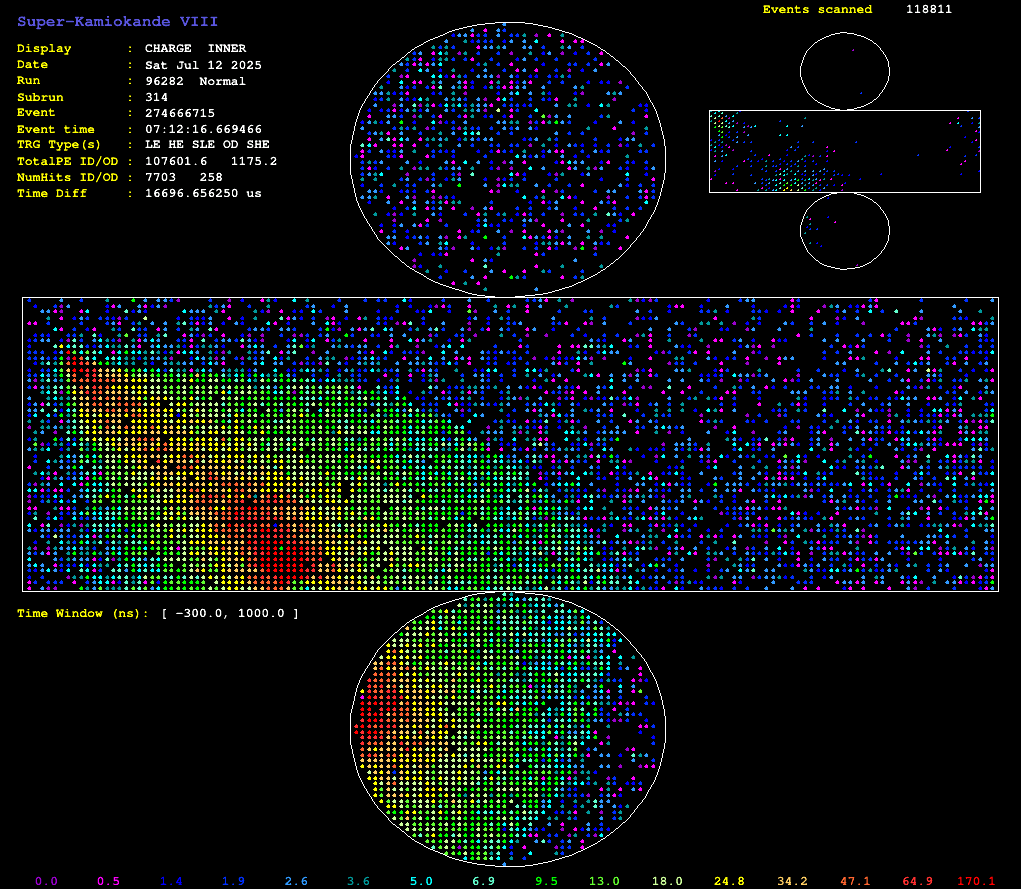 Super-Kamiokande VIII
Events scanned 118811
Display : CHARGE INNER
Date : Sat Jul 12 2025
Run : 96282 Normal
Subrun : 314
Event : 274666715
Event time : 07:12:16.669466
TRG Type(s) : LE HE SLE OD SHE
TotalPE ID/OD : 107601.6 1175.2
NumHits ID/OD : 7703 258
Time Diff : 16696.656250 us
Time Window (ns): [ -300.0, 1000.0 ]
0.0 0.5 1.4 1.9 2.6 3.6 5.0 6.9 9.5 13.0 18.0 24.8 34.2 47.1 64.9 170.1